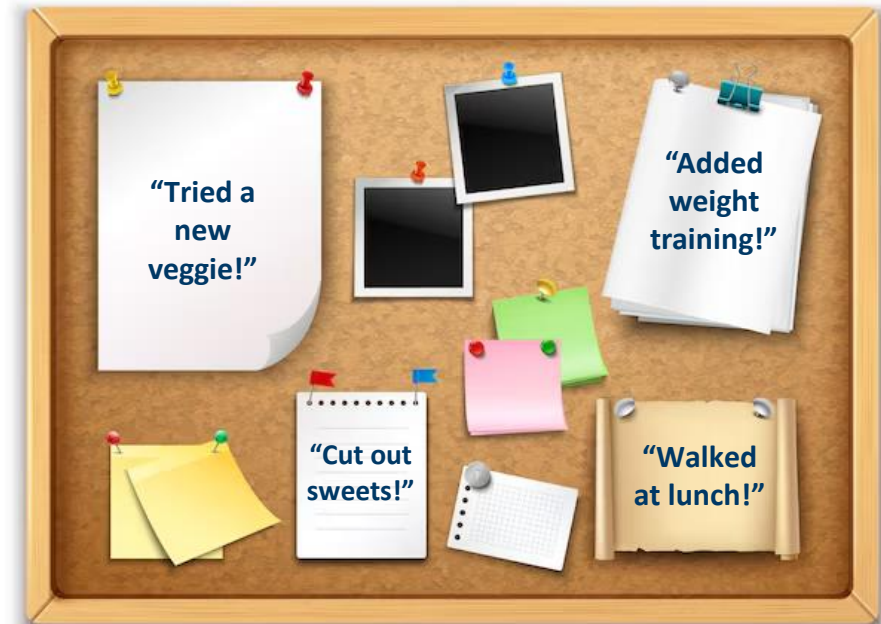 “Tried a
new
veggie!”
“Added
weight
training!”
“Cut out
sweets!”
“Walked
at lunch!”